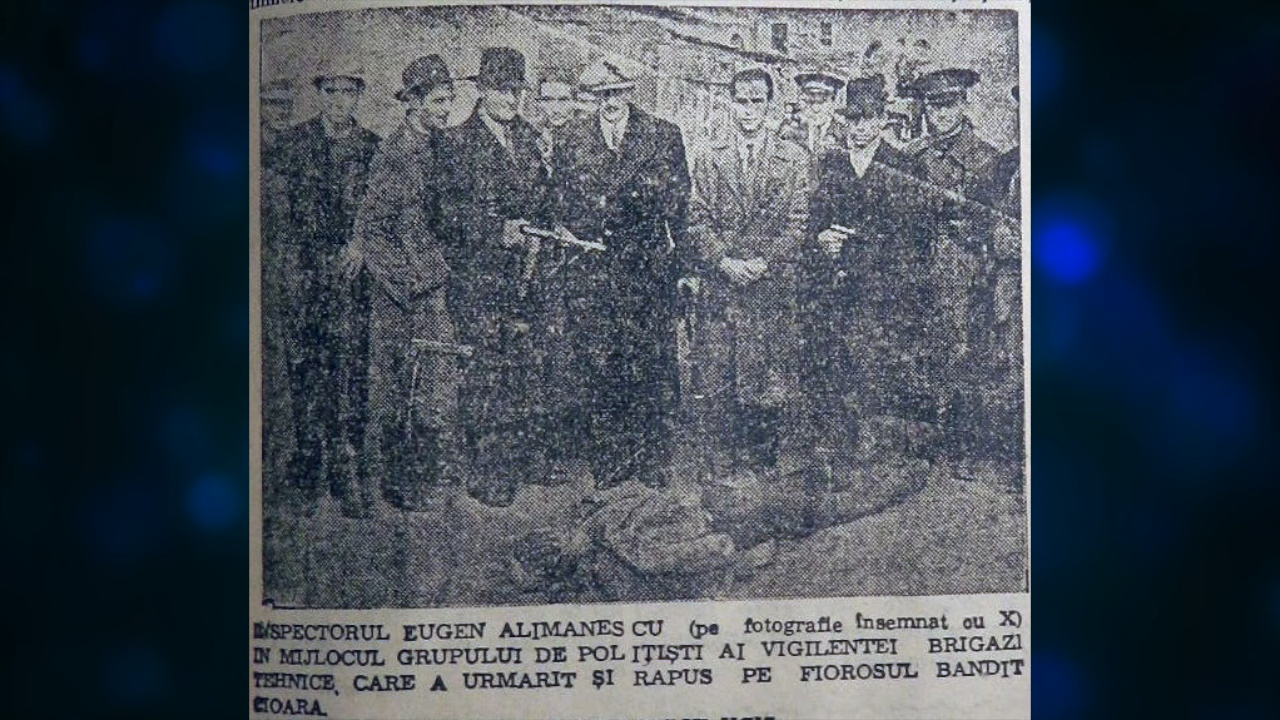 INSPECTORUL EUGEN ALIMANESCU (pe fotografie însemnat cu X)
IN MIJLOCUL GRUPULUI DE POLIȚIȘTI AI VIGILENTEI BRIGAZI
TEHNICE, CARE A URMARIT ȘI RAPUS PE FIOROSUL BANDIT
CIOARA.